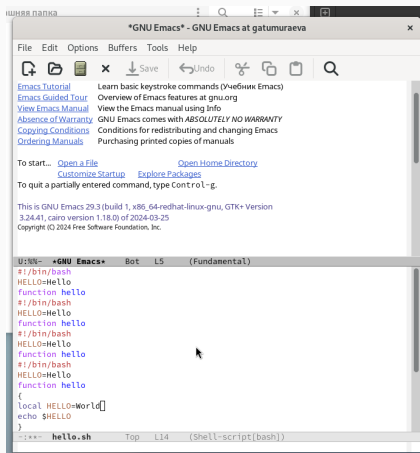 шняя папка
*GNU Emacs* - GNU Emacs at gatumuraeva
File Edit Options Buffers Tools Help
Save Undo
Emacs Tutorial Learn basic keystroke commands (Учебник Emacs)
Emacs Guided Tour Overview of Emacs features at gnu.org
View Emacs Manual View the Emacs manual using Info
Absence of Warranty GNU Emacs comes with ABSOLUTELY NO WARRANTY
Copying Conditions Conditions for redistributing and changing Emacs
Ordering Manuals Purchasing printed copies of manuals
To start... Open a File Open Home Directory
Customize Startup Explore Packages
To quit a partially entered command, type Control-g.
This is GNU Emacs 29.3 (build 1, x86_64-redhat-linux-gnu, GTK+ Version
3.24.41, cairo version 1.18.0) of 2024-03-25
Copyright (C) 2024 Free Software Foundation, Inc.
U:%%- *GNU Emacs* Bot L5 (Fundamental)
#!/bin/bash
HELLO=Hello
function hello
#!/bin/bash
HELLO=Hello
function hello
#!/bin/bash
HELLO=Hello
function hello
#!/bin/bash
HELLO=Hello
function hello
{
local HELLO=World
echo $HELLO
}
-:**- hello.sh Top L14 (Shell-script[bash])